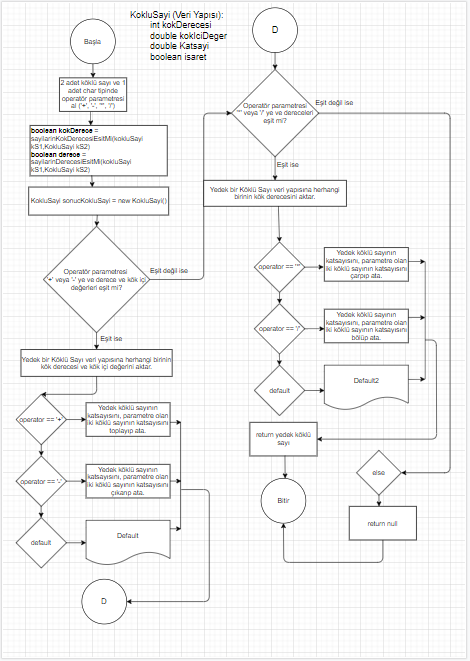 KokluSayi (Veri Yapısı):
int kokDerecesi
double kokIciDeger
double Katsayi
boolean isaret
Başla
2 adet köklü sayı ve 1
adet char tipinde
operatör parametresi
al ('+', '-', '*', '/')
boolean kokDerece =
sayilarinKokDerecesiEsitMi(kokluSayi
kS1,KokluSayi kS2)
boolean derece =
sayilarinDerecesiEsitMi(kokluSayi
kS1,KokluSayi kS2)
KokluSayi sonucKokluSayi = new KokluSayi()
Operatör parametresi
'+' veya '-' ye ve derece ve kök içi
değerleri eşit mi?
Eşit değil ise
Eşit ise
Yedek bir Köklü Sayı veri yapısına herhangi birinin
kök derecesi ve kök içi değerini aktar.
operator == '+'
Yedek köklü sayının
katsayısını, parametre olan
iki köklü sayının katsayısını
toplayıp ata.
operator == '-'
Yedek köklü sayının
katsayısını, parametre olan
iki köklü sayının katsayısını
çıkarıp ata.
default
Default
D
D
Operatör parametresi
'*' veya '/' ye ve dereceleri
eşit mi?
Eşit değil ise
Eşit ise
Yedek bir Köklü Sayı veri yapısına herhangi
birinin kök derecesini aktar.
operator == '*'
Yedek köklü sayının
katsayısını, parametre olan
iki köklü sayının katsayısını
çarpıp ata.
operator == '/'
Yedek köklü sayının
katsayısını, parametre olan
iki köklü sayının katsayısını
bölüp ata.
default
Default2
return yedek köklü
sayı
Bitir
else
return null